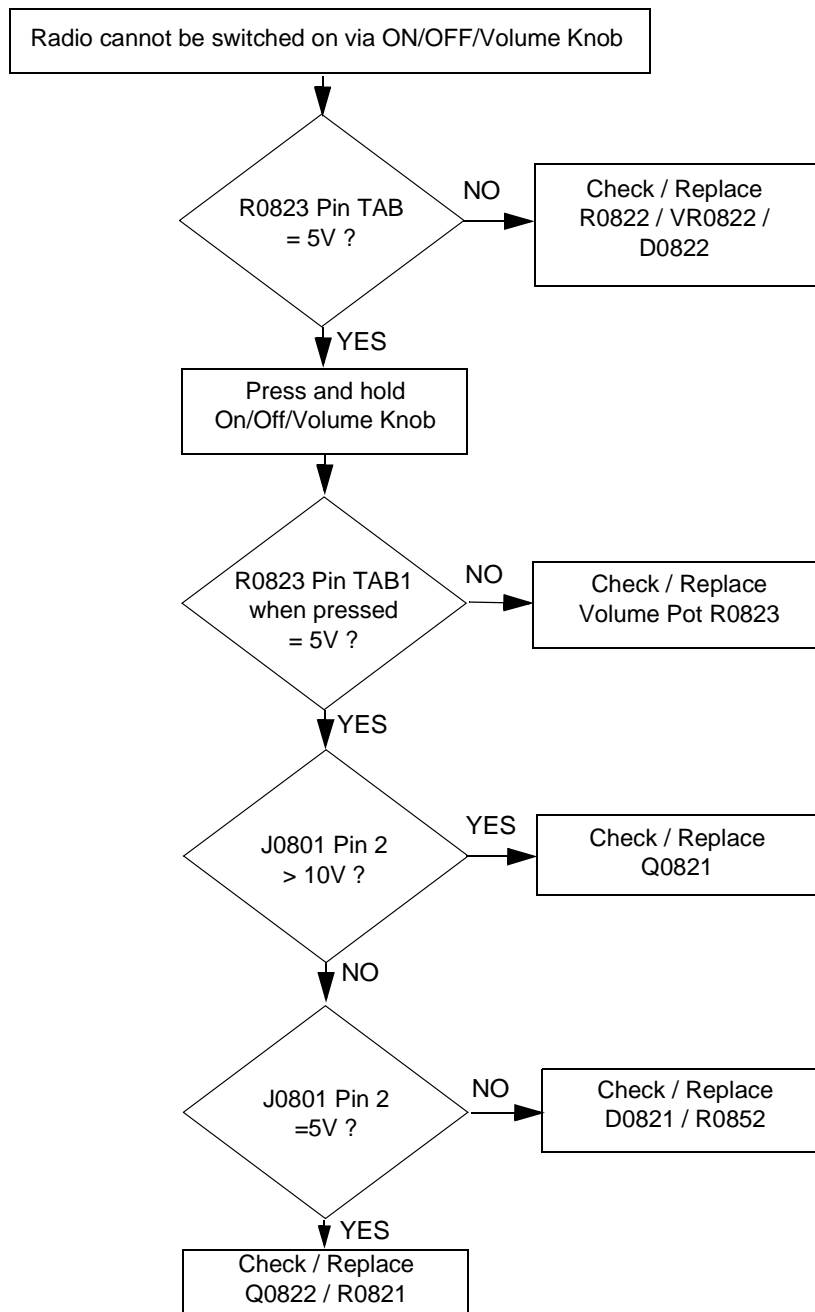 Radio cannot be switched on via ON/OFF/Volume Knob
R0823 Pin TAB
= 5V ?
NO
Check / Replace
R0822 / VR0822 /
D0822
YES
Press and hold
On/Off/Volume Knob
R0823 Pin TAB1
when pressed
= 5V ?
NO
Check / Replace
Volume Pot R0823
YES
J0801 Pin 2
> 10V ?
YES
Check / Replace
Q0821
NO
J0801 Pin 2
=5V ?
NO
Check / Replace
D0821 / R0852
YES
Check / Replace
Q0822 / R0821